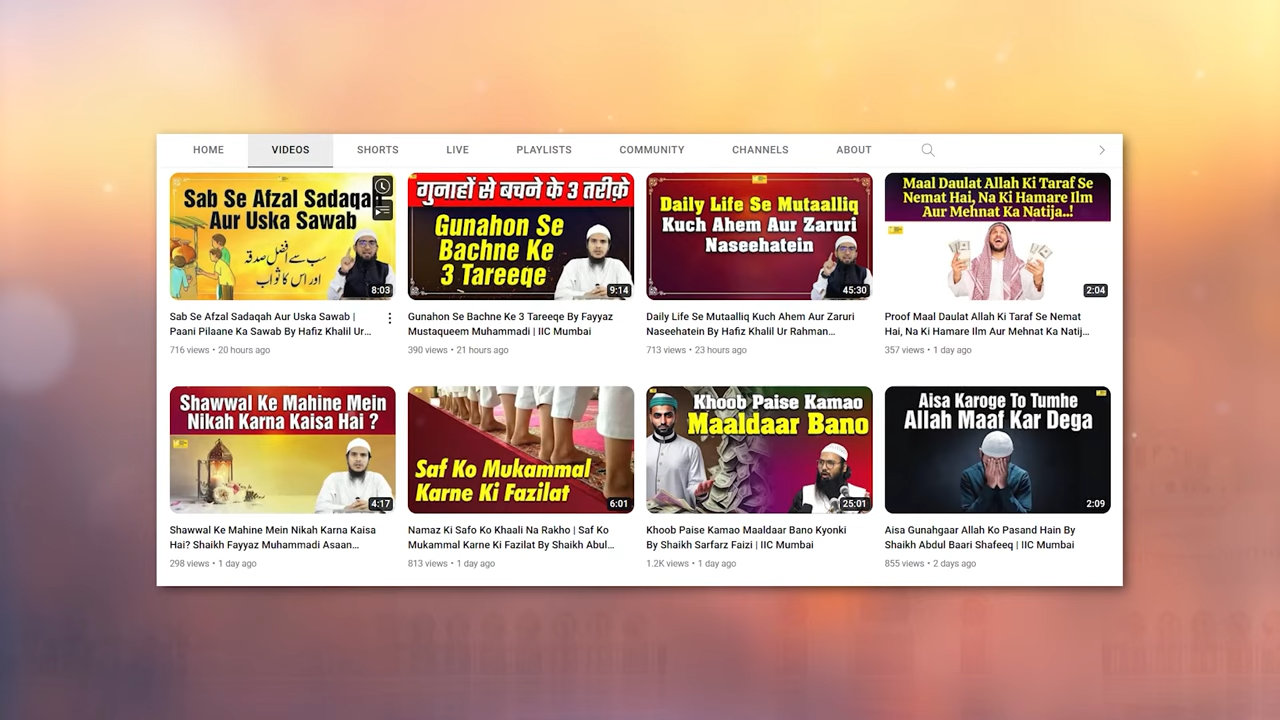 HOME VIDEOS SHORTS LIVE PLAYLISTS COMMUNITY CHANNELS ABOUT
Sab Se Afzal Sadaqah
Aur Uska Sawab
سب سے افضل صدقہ
اور اس کا ثواب
8:03
गुनाहों से बचने के 3 तरीक़े
Gunahon Se
Bachne Ke
3 Tareeqe
9:14
Daily Life Se Mutaalliq
Kuch Ahem Aur Zaruri
Naseehatein
45:30
Maal Daulat Allah Ki Taraf Se
Nemat Hai, Na Ki Hamare Ilm
Aur Mehnat Ka Natija..!
2:04
Sab Se Afzal Sadaqah Aur Uska Sawab |
Paani Pilaane Ka Sawab By Hafiz Khalil Ur...
716 views • 20 hours ago
Gunahon Se Bachne Ke 3 Tareeqe By Fayyaz
Mustaqueem Muhammadi | IIC Mumbai
390 views • 21 hours ago
Daily Life Se Mutaalliq Kuch Ahem Aur Zaruri
Naseehatein By Hafiz Khalil Ur Rahman...
713 views • 23 hours ago
Proof Maal Daulat Allah Ki Taraf Se Nemat
Hai, Na Ki Hamare Ilm Aur Mehnat Ka Natij...
357 views • 1 day ago
Shawwal Ke Mahine Mein
Nikah Karna Kaisa Hai ?
4:17
Saf Ko Mukammal
Karne Ki Fazilat
6:01
Khoob Paise Kamao
Maaldaar Bano
25:01
Aisa Karoge To Tumhe
Allah Maaf Kar Dega
2:09
Shawwal Ke Mahine Mein Nikah Karna Kaisa
Hai? Shaikh Fayyaz Muhammadi Asaan...
298 views • 1 day ago
Namaz Ki Safo Ko Khaali Na Rakho | Saf Ko
Mukammal Karne Ki Fazilat By Shaikh Abul...
813 views • 1 day ago
Khoob Paise Kamao Maaldaar Bano Kyonki
By Shaikh Sarfarz Faizi | IIC Mumbai
1.2K views • 1 day ago
Aisa Gunahgaar Allah Ko Pasand Hain By
Shaikh Abdul Baari Shafeeq | IIC Mumbai
855 views • 2 days ago